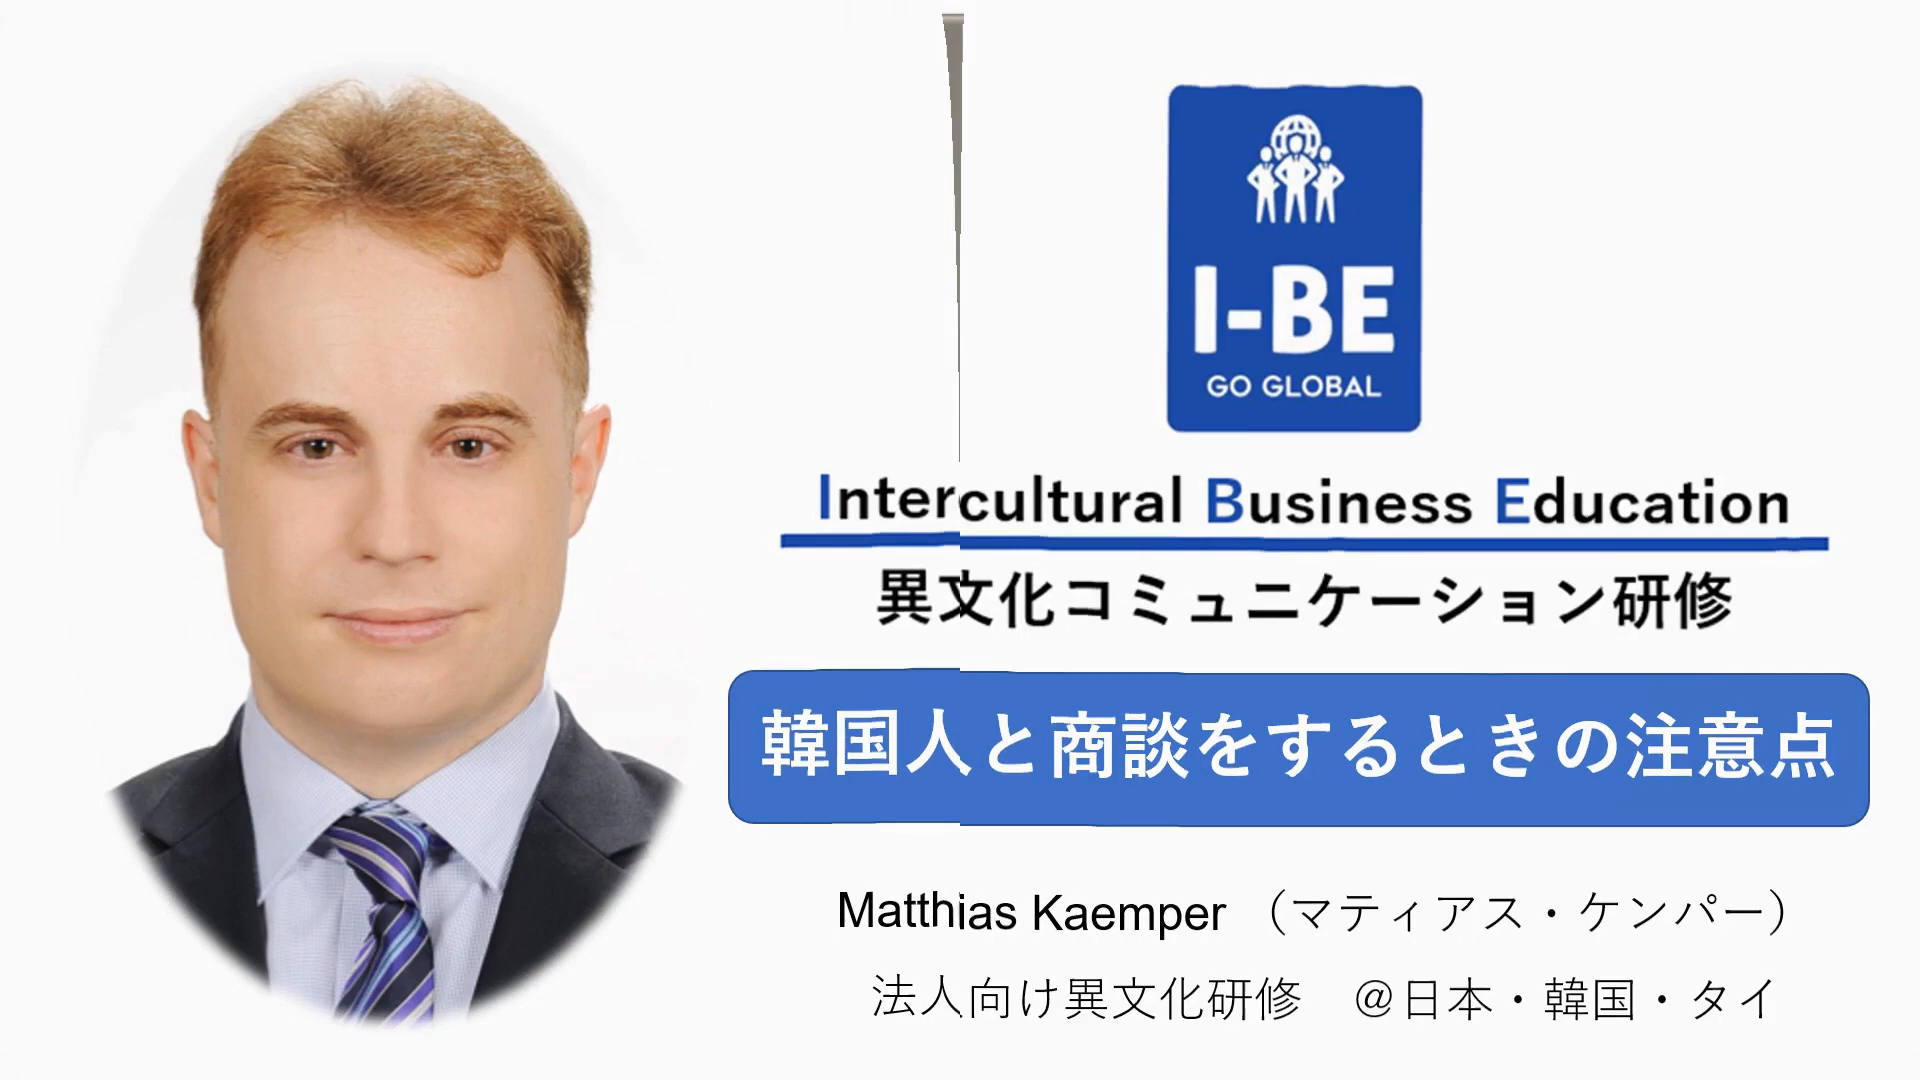 I-BE
GO GLOBAL
Intercultural Business Education
異文化コミュニケーション研修
韓国人と商談をするときの注意点
Matthias Kaemper （マティアス・ケンパー）
法人向け異文化研修　＠日本・韓国・タイ